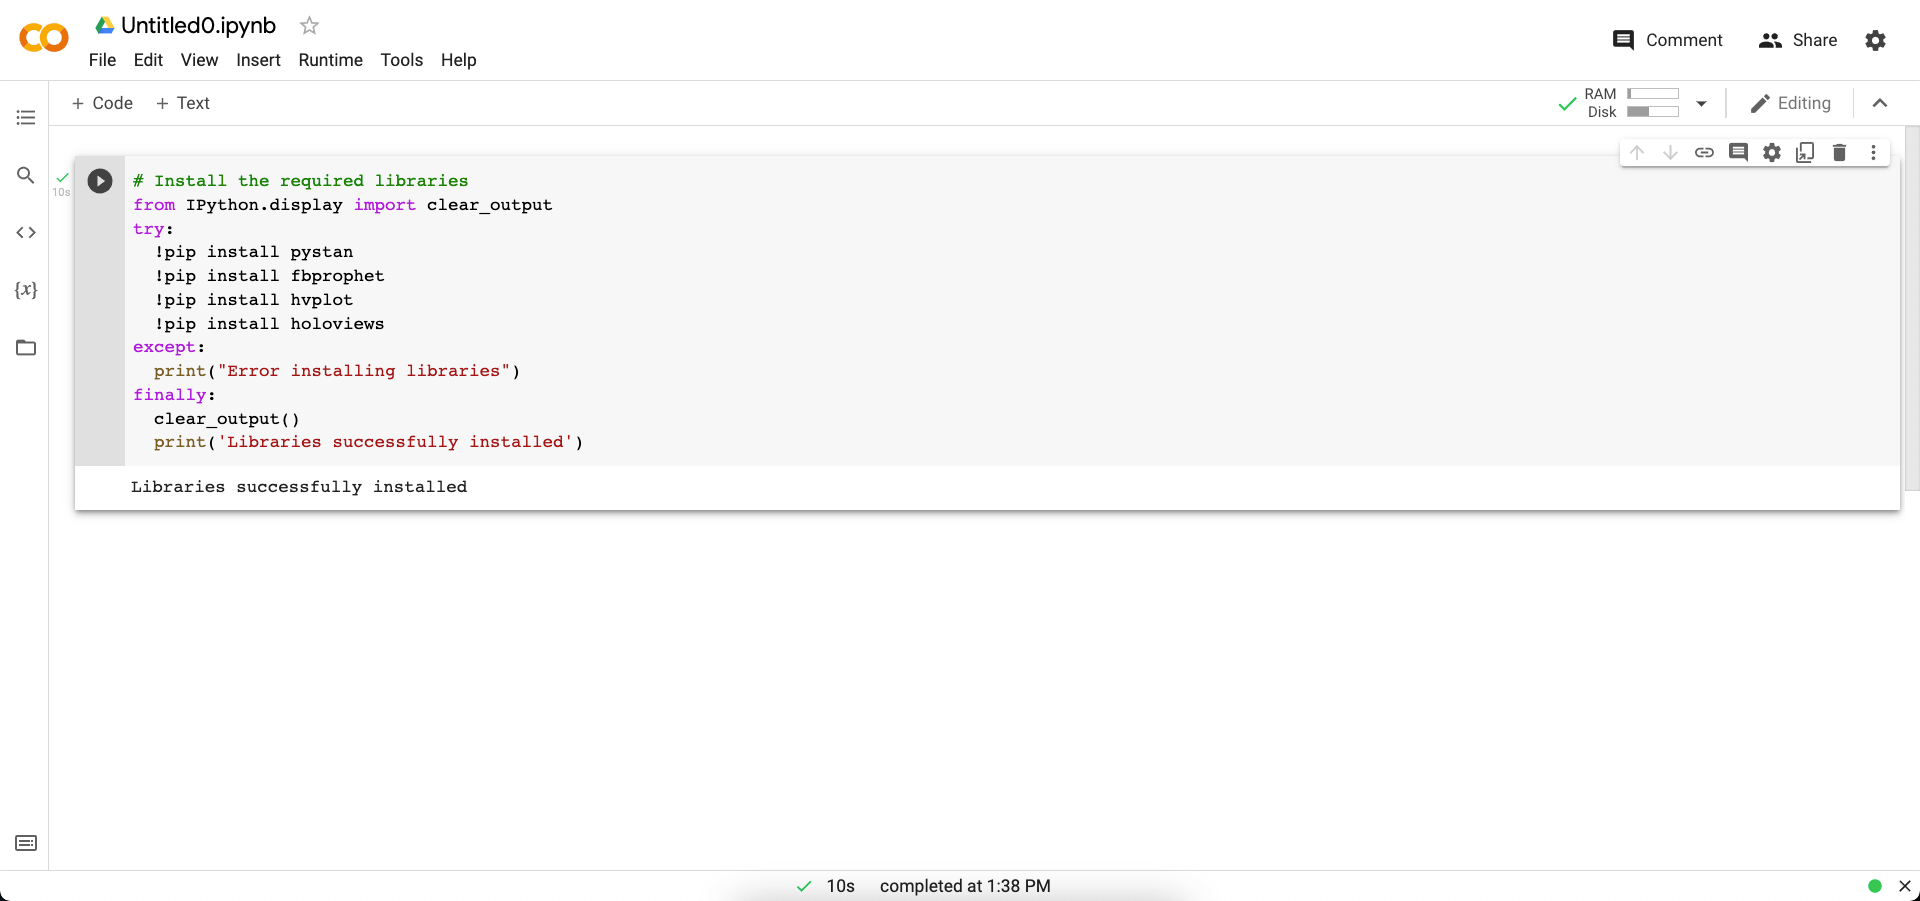 Untitled0.ipynb
File Edit View Insert Runtime Tools Help
Comment Share
+ Code + Text
RAM
Disk
Editing
{x}
10s
# Install the required libraries
from IPython.display import clear_output
try:
  !pip install pystan
  !pip install fbprophet
  !pip install hvplot
  !pip install holoviews
except:
  print("Error installing libraries")
finally:
  clear_output()
  print('Libraries successfully installed')
Libraries successfully installed
10s completed at 1:38 PM